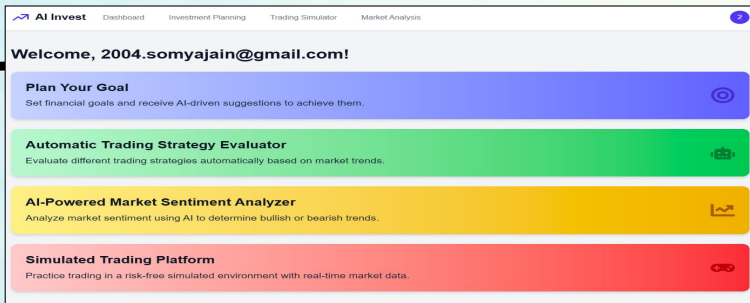 AI Invest Dashboard Investment Planning Trading Simulator Market Analysis 2
Welcome, 2004.somyajain@gmail.com!
Plan Your Goal
Set financial goals and receive AI-driven suggestions to achieve them.
Automatic Trading Strategy Evaluator
Evaluate different trading strategies automatically based on market trends.
AI-Powered Market Sentiment Analyzer
Analyze market sentiment using AI to determine bullish or bearish trends.
Simulated Trading Platform
Practice trading in a risk-free simulated environment with real-time market data.